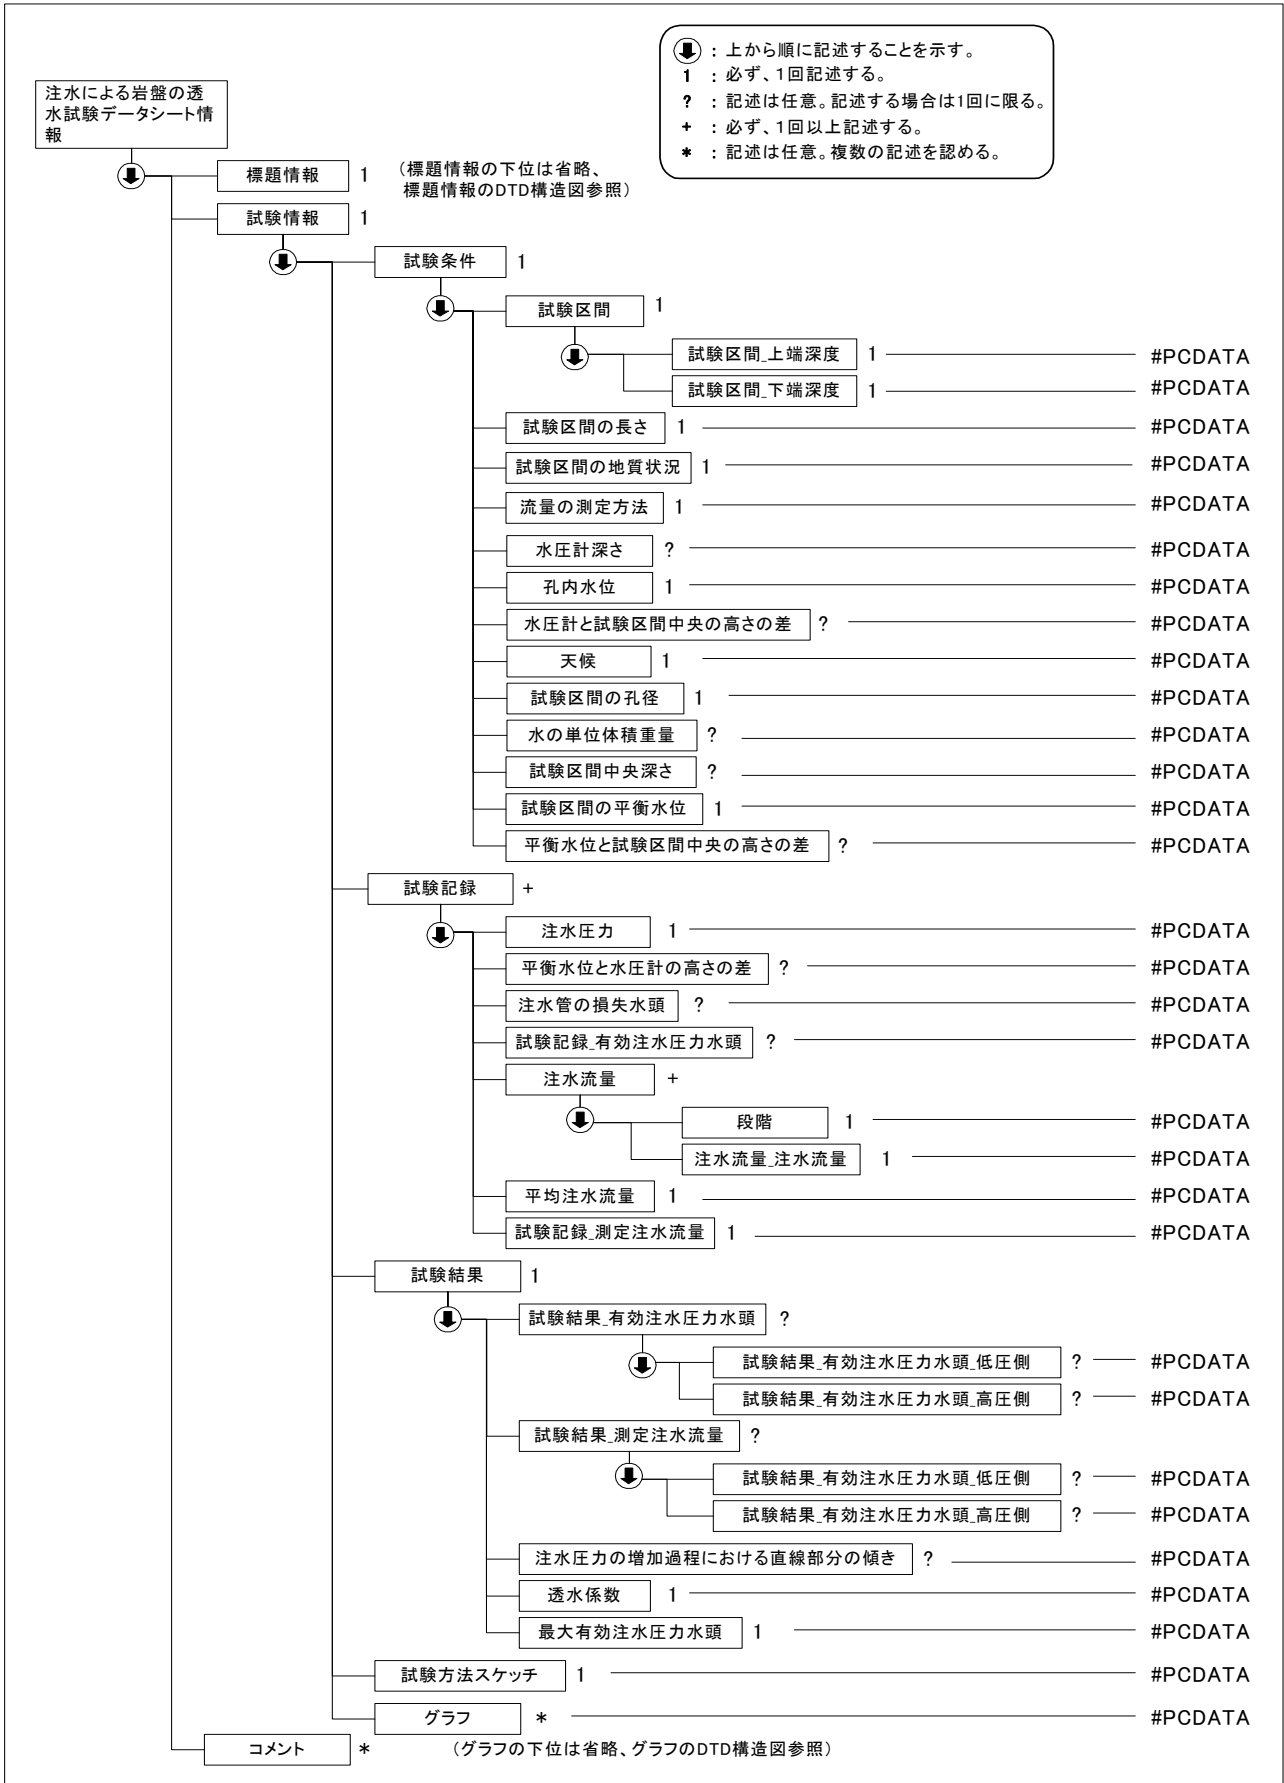 ：上から順に記述することを示す。
1 ：必ず、1回記述する。
? ：記述は任意。記述する場合は1回に限る。
+ ：必ず、1回以上記述する。
* ：記述は任意。複数の記述を認める。
注水による岩盤の透
水試験データシート情
報
標題情報 1 （標題情報の下位は省略、
標題情報のDTD構造図参照）
試験情報 1
試験条件 1
試験区間 1
試験区間_上端深度 1 #PCDATA
試験区間_下端深度 1 #PCDATA
試験区間の長さ 1 #PCDATA
試験区間の地質状況 1 #PCDATA
流量の測定方法 1 #PCDATA
水圧計深さ ? #PCDATA
孔内水位 1 #PCDATA
水圧計と試験区間中央の高さの差 ? #PCDATA
天候 1 #PCDATA
試験区間の孔径 1 #PCDATA
水の単位体積重量 ? #PCDATA
試験区間中央深さ ? #PCDATA
試験区間の平衡水位 1 #PCDATA
平衡水位と試験区間中央の高さの差 ? #PCDATA
試験記録 +
注水圧力 1 #PCDATA
平衡水位と水圧計の高さの差 ? #PCDATA
注水管の損失水頭 ? #PCDATA
試験記録_有効注水圧力水頭 ? #PCDATA
注水流量 +
段階 1 #PCDATA
注水流量_注水流量 1 #PCDATA
平均注水流量 1 #PCDATA
試験記録_測定注水流量 1 #PCDATA
試験結果 1
試験結果_有効注水圧力水頭 ?
試験結果_有効注水圧力水頭_低圧側 ? #PCDATA
試験結果_有効注水圧力水頭_高圧側 ? #PCDATA
試験結果_測定注水流量 ?
試験結果_有効注水圧力水頭_低圧側 ? #PCDATA
試験結果_有効注水圧力水頭_高圧側 ? #PCDATA
注水圧力の増加過程における直線部分の傾き ? #PCDATA
透水係数 1 #PCDATA
最大有効注水圧力水頭 1 #PCDATA
試験方法スケッチ 1 #PCDATA
グラフ * #PCDATA
コメント * （グラフの下位は省略、グラフのDTD構造図参照）